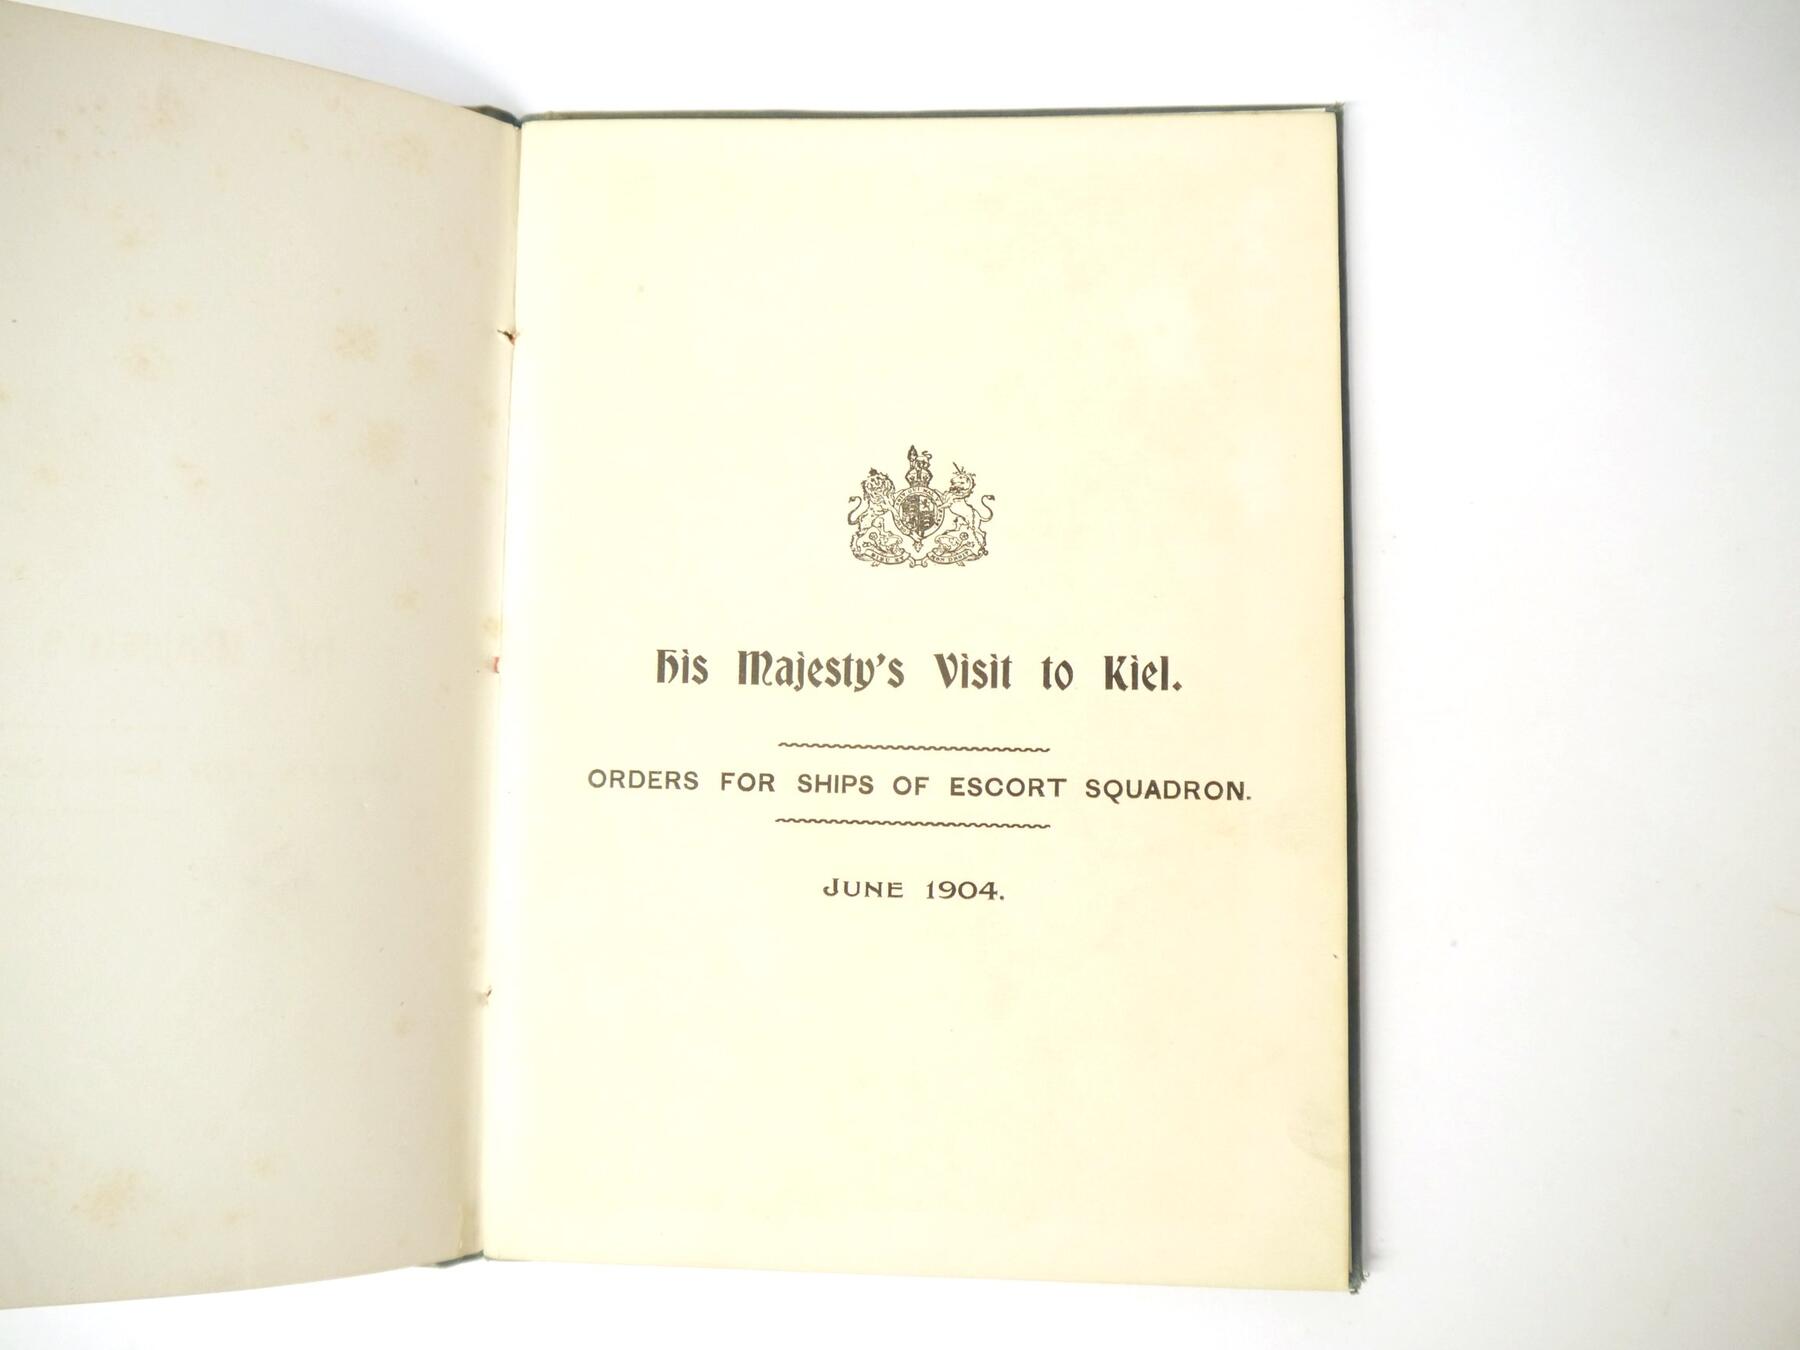 His Majesty's Visit to Kiel.
ORDERS FOR SHIPS OF ESCORT SQUADRON.
JUNE 1904.